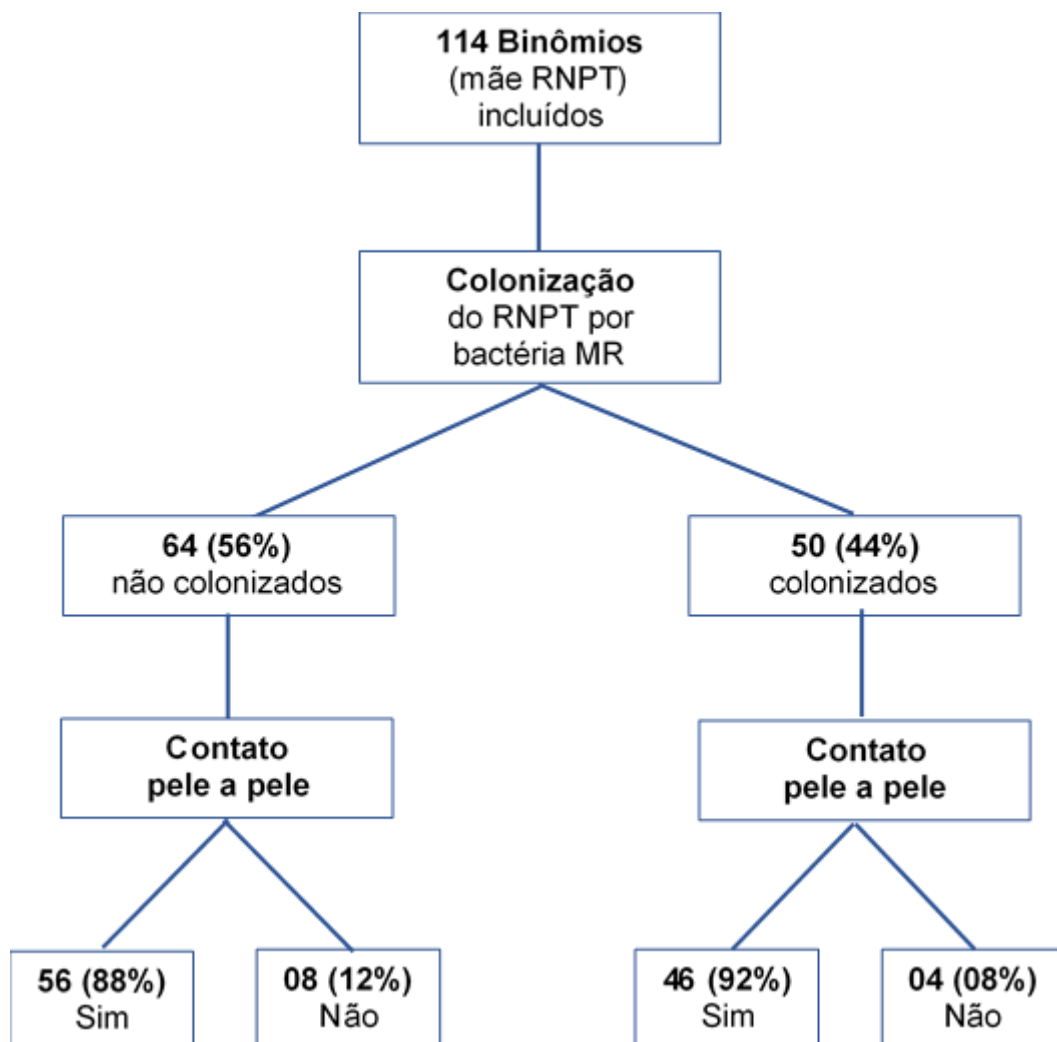 114 Binômios
(mãe RNPT)
incluídos
Colonização
do RNPT por
bactéria MR
64 (56%)
não colonizados
50 (44%)
colonizados
Contato
pele a pele
Contato
pele a pele
56 (88%)
Sim
08 (12%)
Não
46 (92%)
Sim
04 (08%)
Não